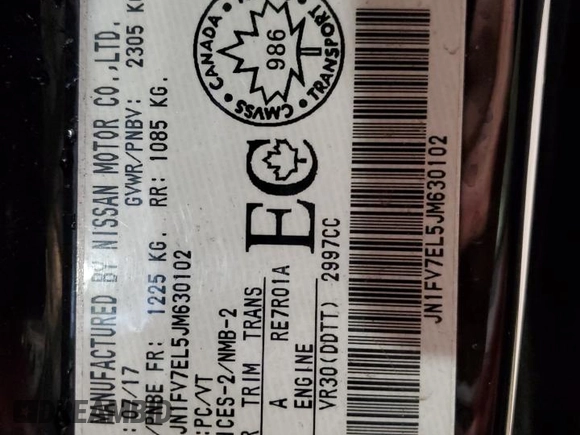 MANUFACTURED BY NISSAN MOTOR CO.,LTD.
/17 GVWR/PNBV: 2305 K
FR: 1225 KG. RR: 1085 KG.
JN1FV7EL5JM630102
:PC/VT
ICES-2/NMB-2
R TRIM TRANS
A RE7R01A
ENGINE
VR30(DDTT) 2997CC
CANADA
986
TRANSPORT
CMVSS
EC
JN1FV7EL5JM630102